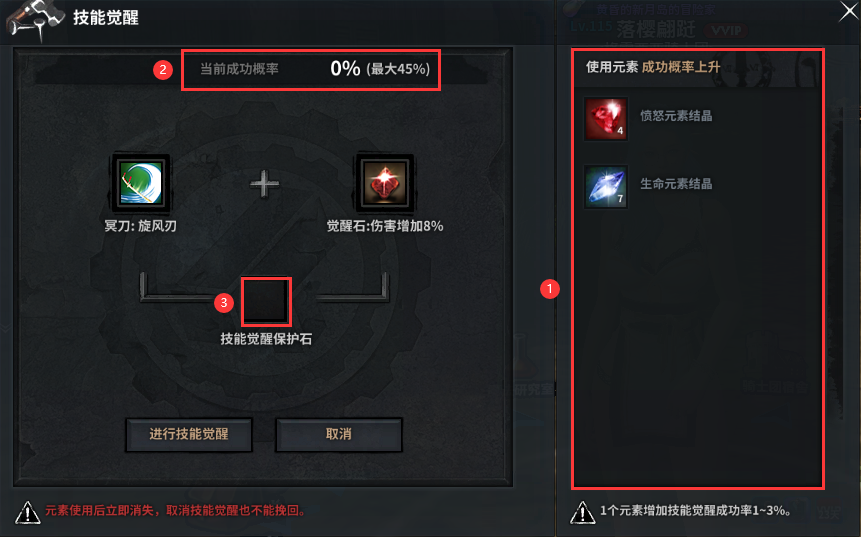 技能觉醒
2
当前成功概率 0% (最大45%)
冥刀: 旋风刃
觉醒石:伤害增加8%
3
技能觉醒保护石
进行技能觉醒
取消
元素使用后立即消失，取消技能觉醒也不能挽回。
Lv.115 落樱翩跹 VVIP
1
使用元素 成功概率上升
4
愤怒元素结晶
7
生命元素结晶
1个元素增加技能觉醒成功率1~3%。